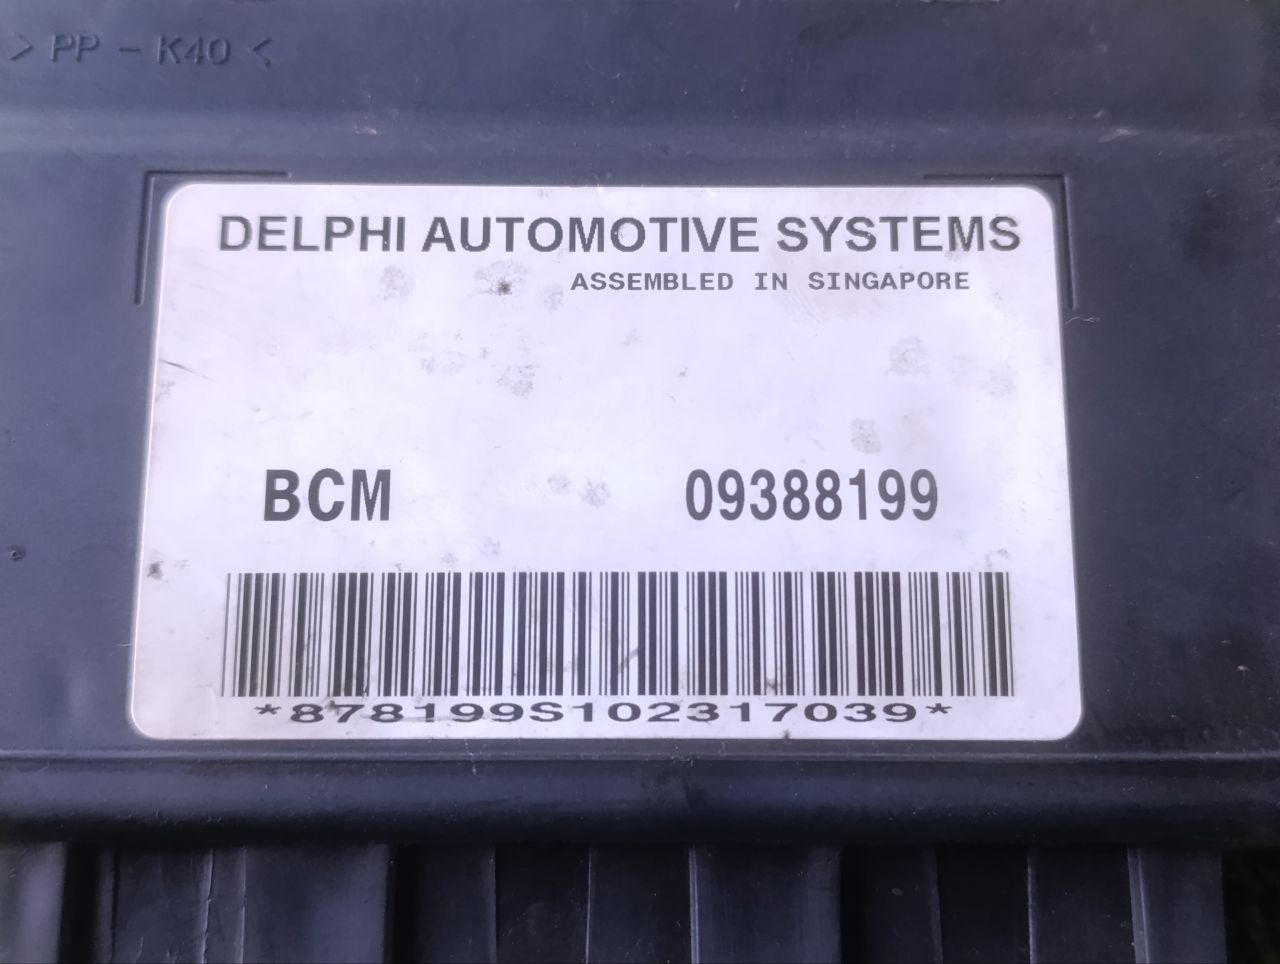 > PP - K40 <
DELPHI AUTOMOTIVE SYSTEMS
ASSEMBLED IN SINGAPORE
BCM 09388199
*878199S102317039*